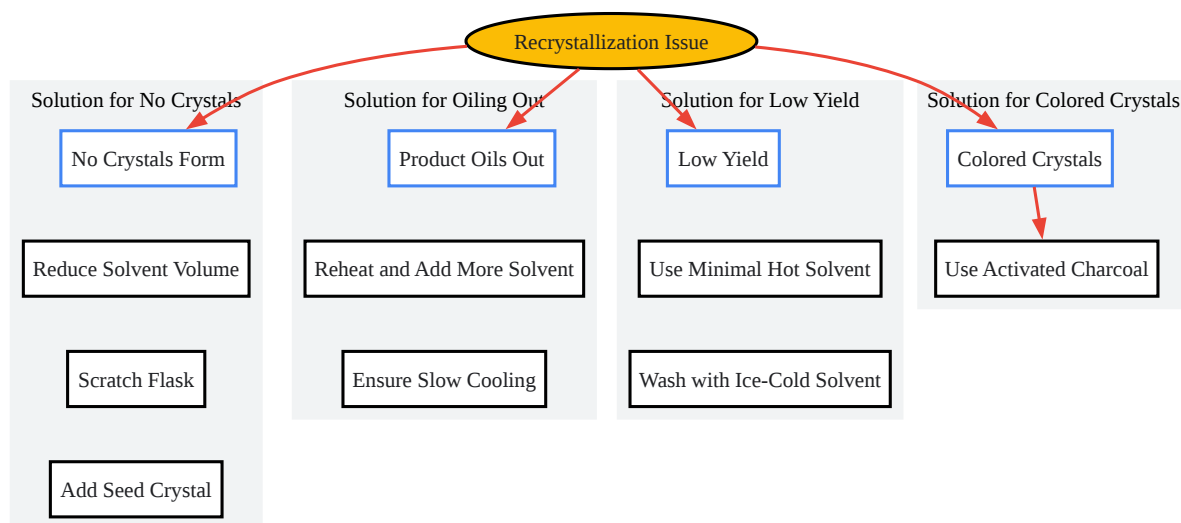 Recrystallization Issue
Solution for No Crystals
No Crystals Form
Reduce Solvent Volume
Scratch Flask
Add Seed Crystal
Solution for Oiling Out
Product Oils Out
Reheat and Add More Solvent
Ensure Slow Cooling
Solution for Low Yield
Low Yield
Use Minimal Hot Solvent
Wash with Ice-Cold Solvent
Solution for Colored Crystals
Colored Crystals
Use Activated Charcoal